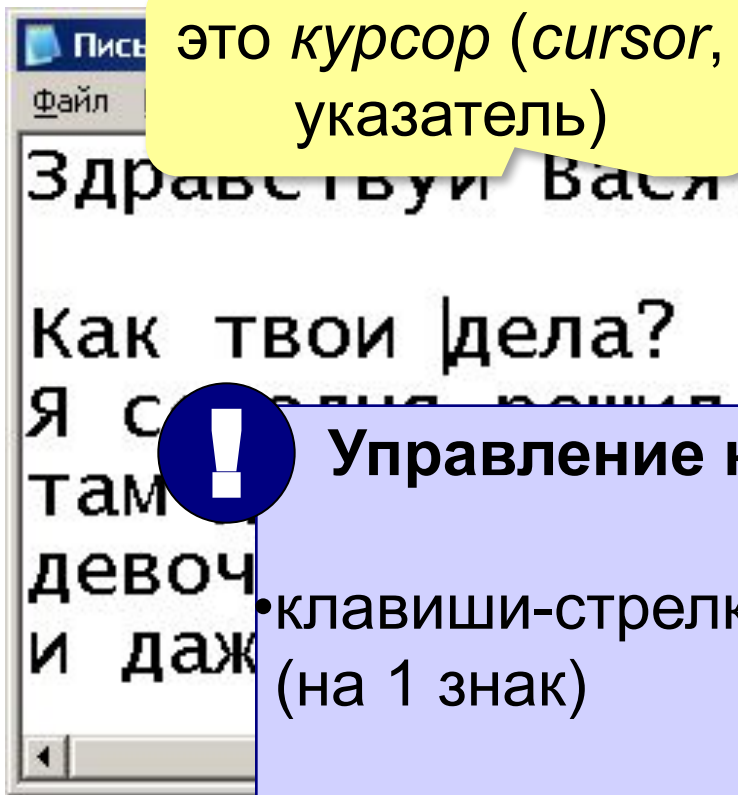 это курсор (cursor,
указатель)
Пись
Файл
Здравствуй Вася
Как твои дела?
Я с
Управление
там
девоч
•клавиши-стрелк
и даж
(на 1 знак)